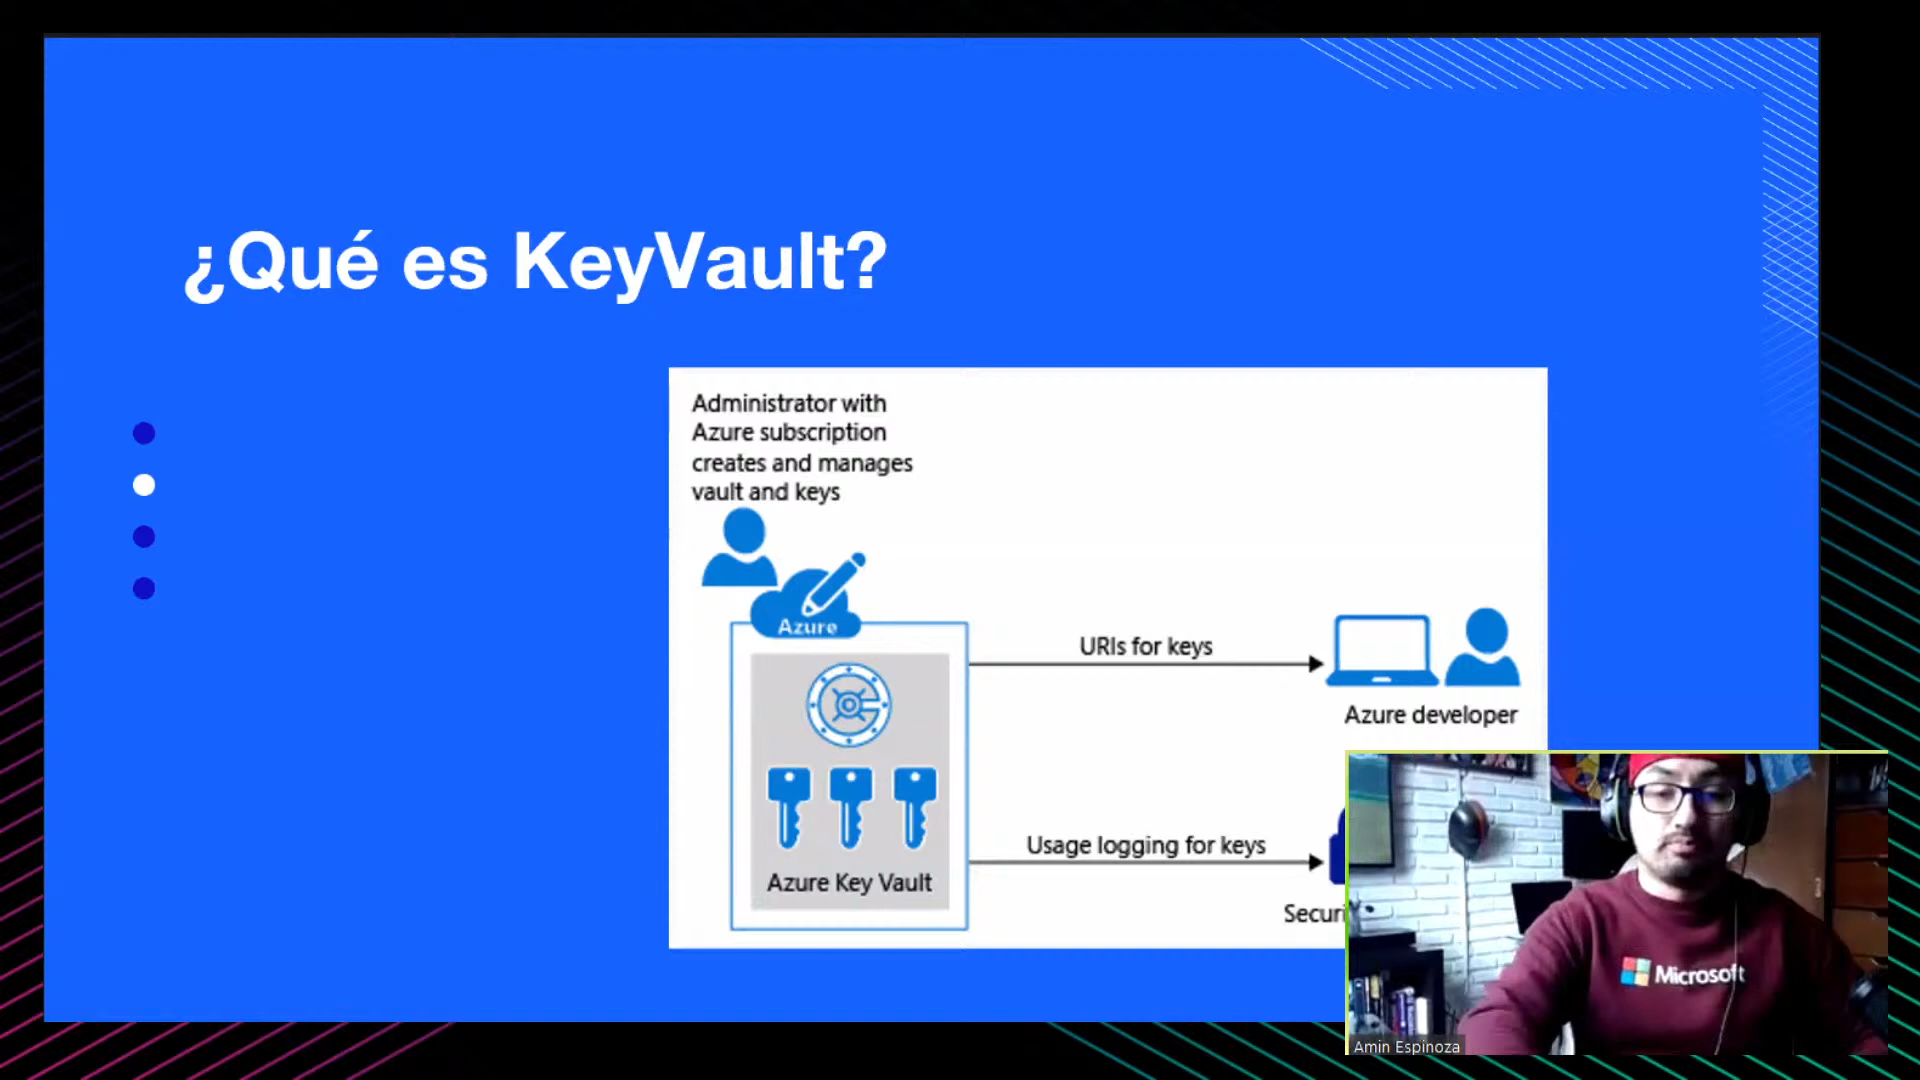 ¿Qué es KeyVault?
Administrator with
Azure subscription
creates and manages
vault and keys
Azure
URIs for keys
Azure developer
Usage logging for keys
Azure Key Vault
Microsoft
Amin Espinoza